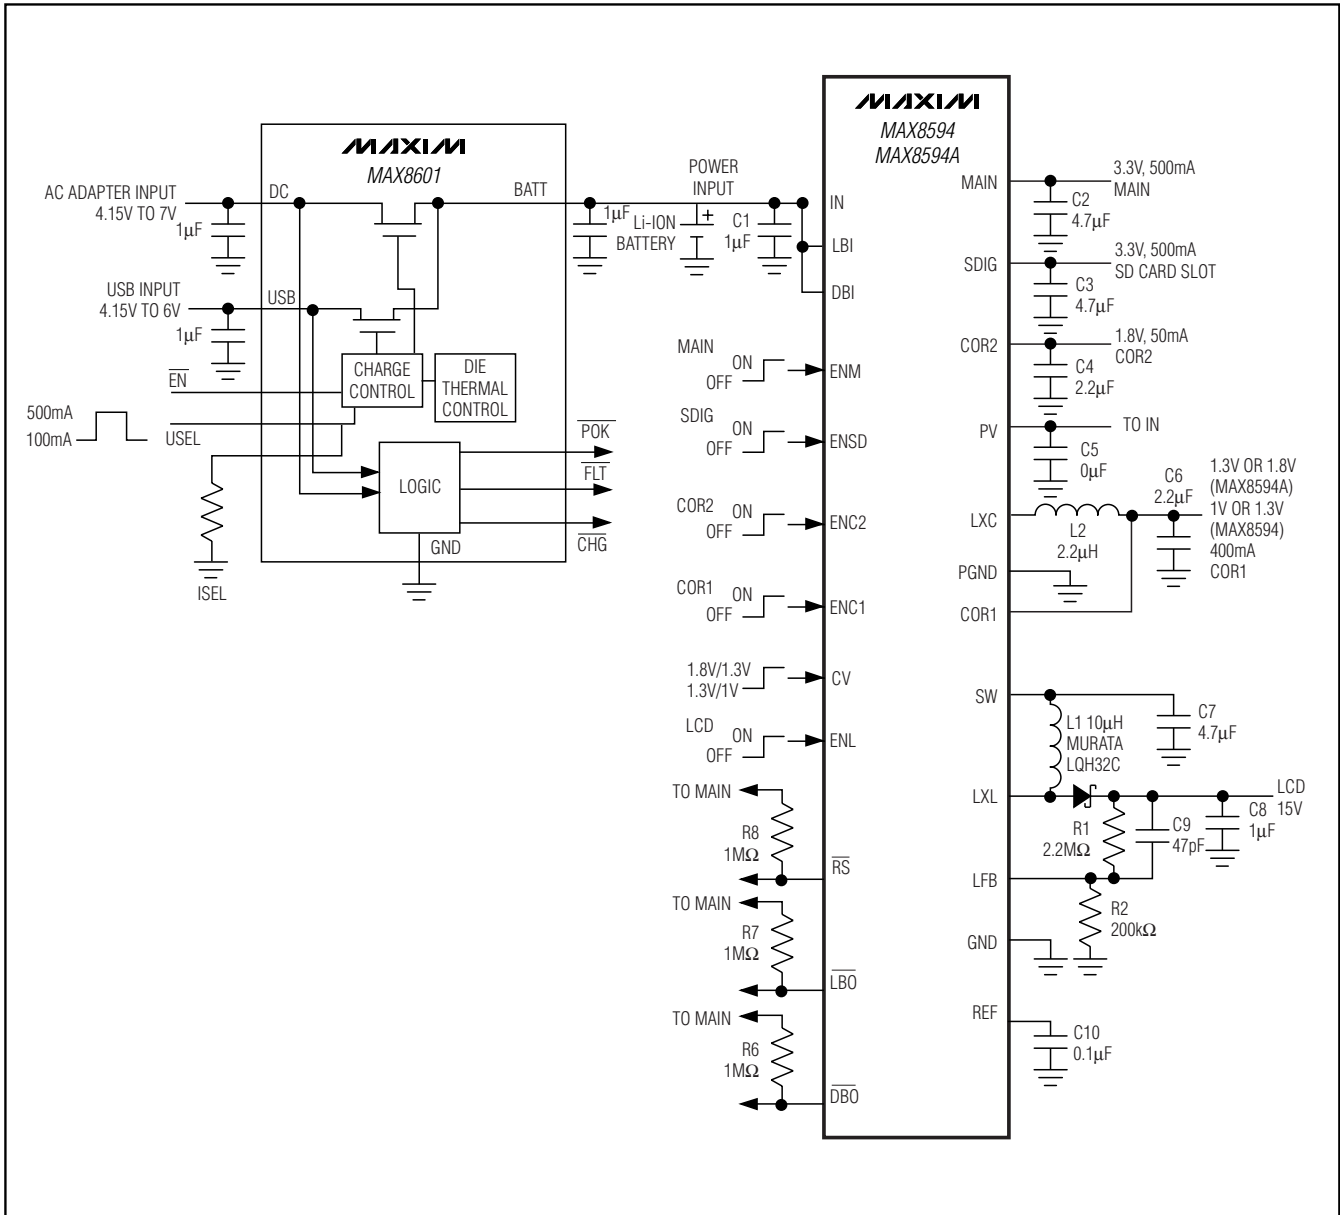 MAXIM
MAX8601
AC ADAPTER INPUT
4.15V TO 7V
1µF
DC
BATT
USB INPUT
4.15V TO 6V
1µF
USB
EN
500mA
100mA
USEL
ISEL
CHARGE
CONTROL
DIE
THERMAL
CONTROL
LOGIC
GND
POK
FLT
CHG
1µF
POWER
INPUT
Li-ION
BATTERY
+
C1
1µF
MAXIM
MAX8594
MAX8594A
IN
LBI
DBI
MAIN
ON
OFF
ENM
SDIG
ON
OFF
ENSD
COR2
ON
OFF
ENC2
COR1
ON
OFF
ENC1
1.8V/1.3V
1.3V/1V
CV
LCD
ON
OFF
ENL
TO MAIN
R8
1MΩ
RS
TO MAIN
R7
1MΩ
LBO
TO MAIN
R6
1MΩ
DBO
MAIN
3.3V, 500mA
MAIN
C2
4.7µF
SDIG
3.3V, 500mA
SD CARD SLOT
C3
4.7µF
COR2
1.8V, 50mA
COR2
C4
2.2µF
PV
TO IN
C5
0µF
LXC
L2
2.2µH
C6
2.2µF
1.3V OR 1.8V
(MAX8594A)
1V OR 1.3V
(MAX8594)
400mA
COR1
PGND
COR1
SW
L1 10µH
MURATA
LQH32C
C7
4.7µF
LXL
LCD
15V
R1
2.2MΩ
C9
47pF
C8
1µF
LFB
R2
200kΩ
GND
REF
C10
0.1µF